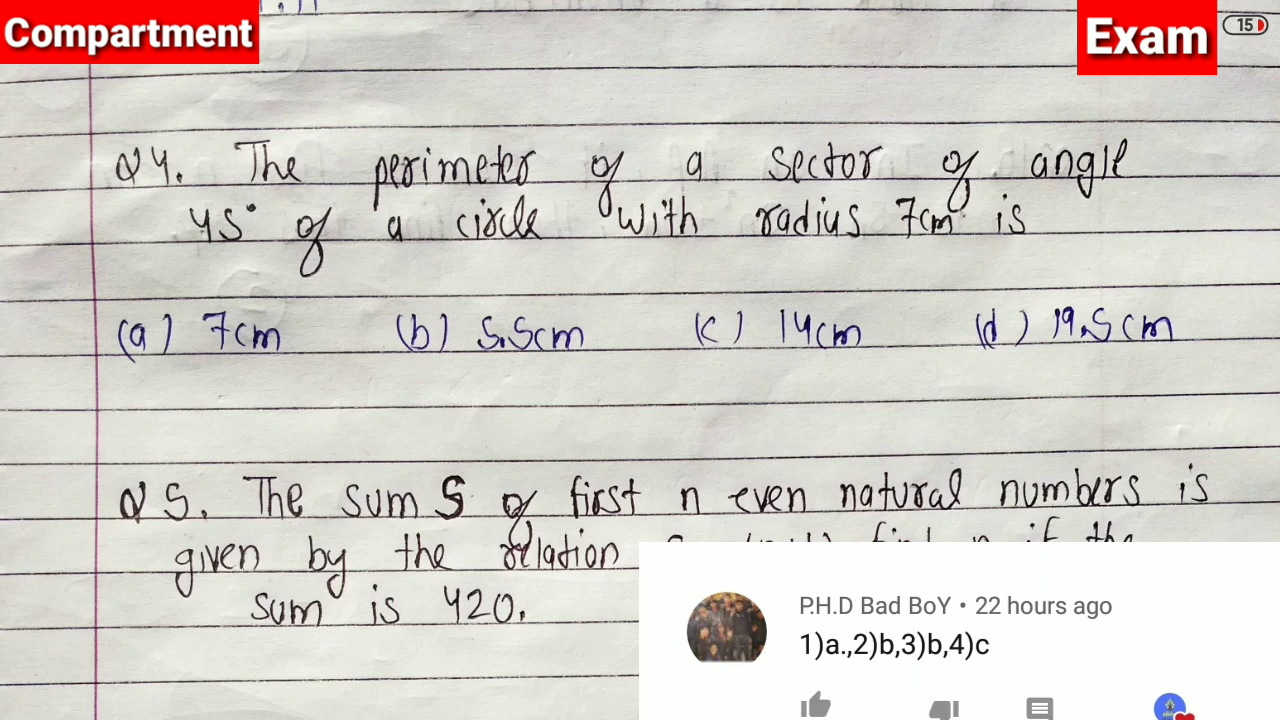 Compartment
Exam
15
Q4. The perimeter of a sector of angle
45° of a circle with radius 7cm is
(a) 7cm (b) 5.5cm (c) 14cm (d) 19.5cm
Q5. The sum S of first n even natural numbers is
given by the relation
sum is 420.
P.H.D Bad BoY • 22 hours ago
1)a.,2)b,3)b,4)c